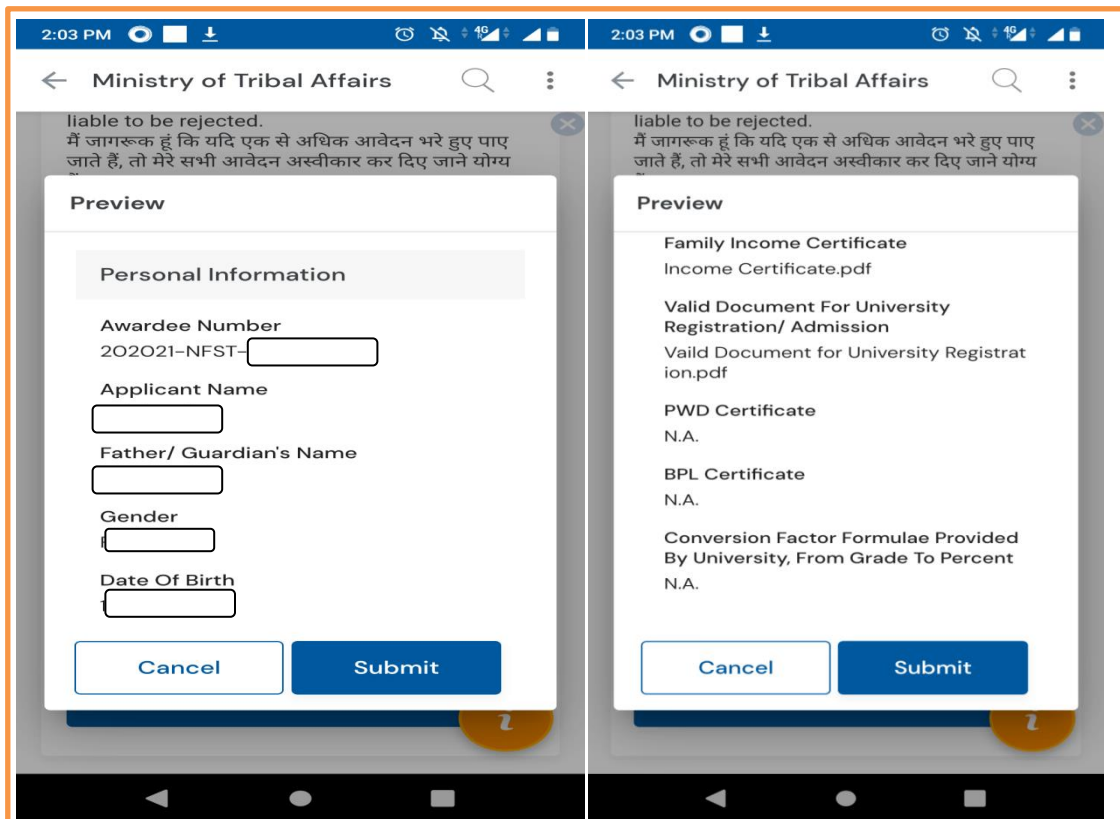 2:03 PM
4G
Ministry of Tribal Affairs
liable to be rejected.
मैं जागरूक हूं कि यदि एक से अधिक आवेदन भरे हुए पाए
जाते हैं, तो मेरे सभी आवेदन अस्वीकार कर दिए जाने योग्य
Preview
Personal Information
Awardee Number
202021-NFST-
Applicant Name
Father/ Guardian's Name
Gender
Date Of Birth
1
Cancel
Submit
i
2:03 PM
4G
Ministry of Tribal Affairs
liable to be rejected.
मैं जागरूक हूं कि यदि एक से अधिक आवेदन भरे हुए पाए
जाते हैं, तो मेरे सभी आवेदन अस्वीकार कर दिए जाने योग्य
Preview
Family Income Certificate
Income Certificate.pdf
Valid Document For University
Registration/ Admission
Vaild Document for University Registrat
ion.pdf
PWD Certificate
N.A.
BPL Certificate
N.A.
Conversion Factor Formulae Provided
By University, From Grade To Percent
N.A.
Cancel
Submit
i